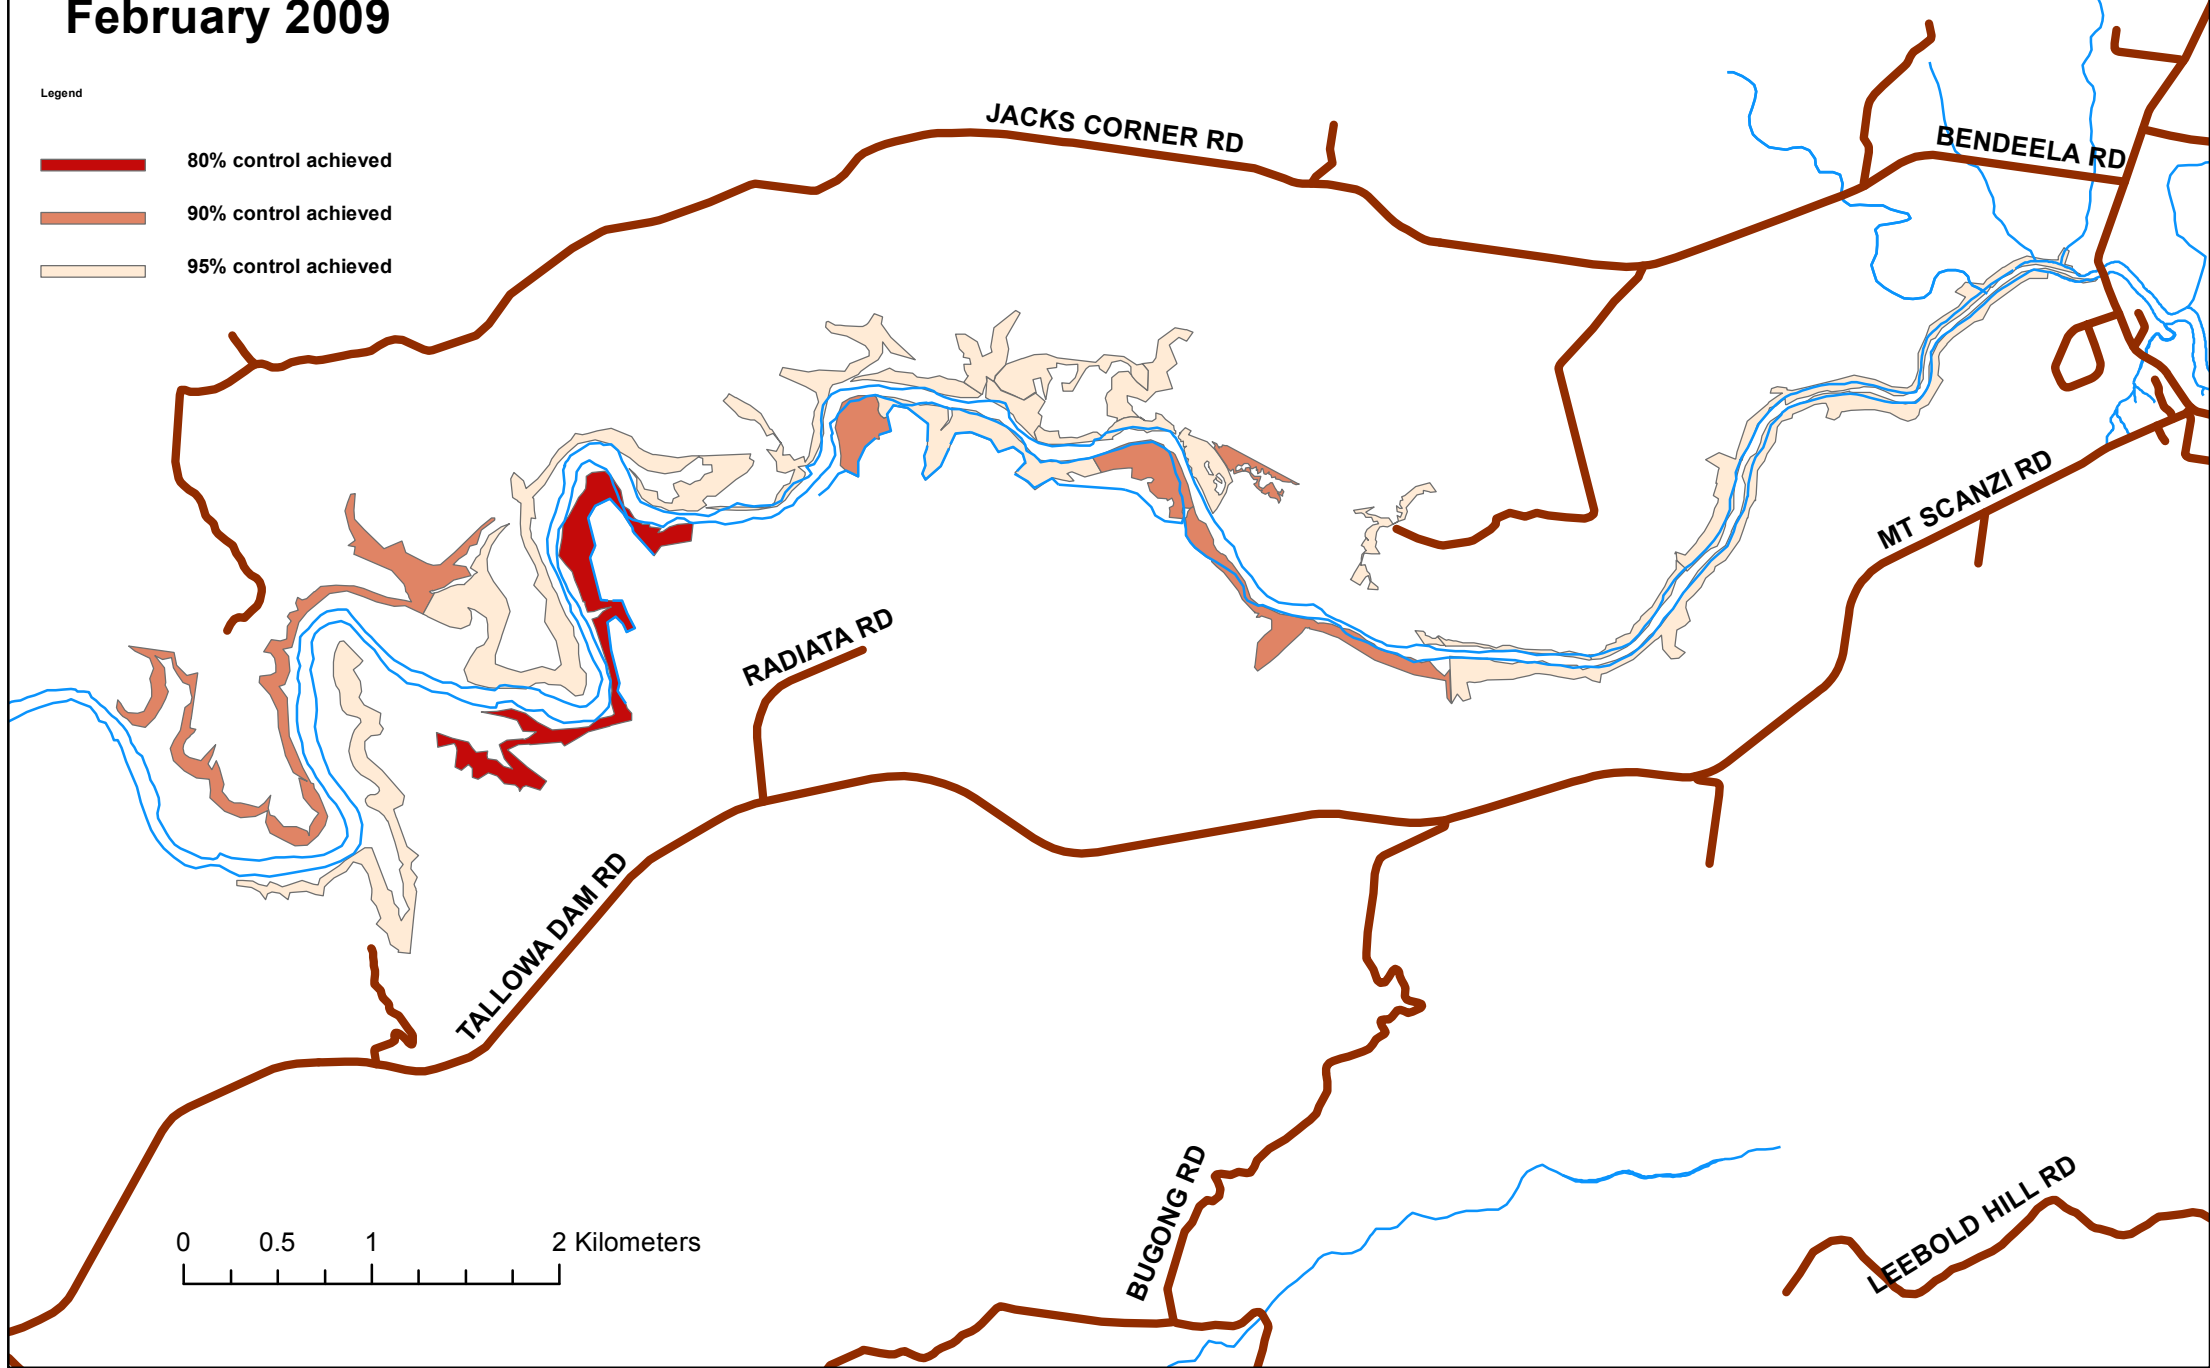 February 2009
Legend
80% control achieved
90% control achieved
95% control achieved
JACKS CORNER RD
BENDEELA RD
MT SCANZI RD
RADIATA RD
TALLOWA DAM RD
BUGONG RD
LEEBOLD HILL RD
0 0.5 1 2 Kilometers